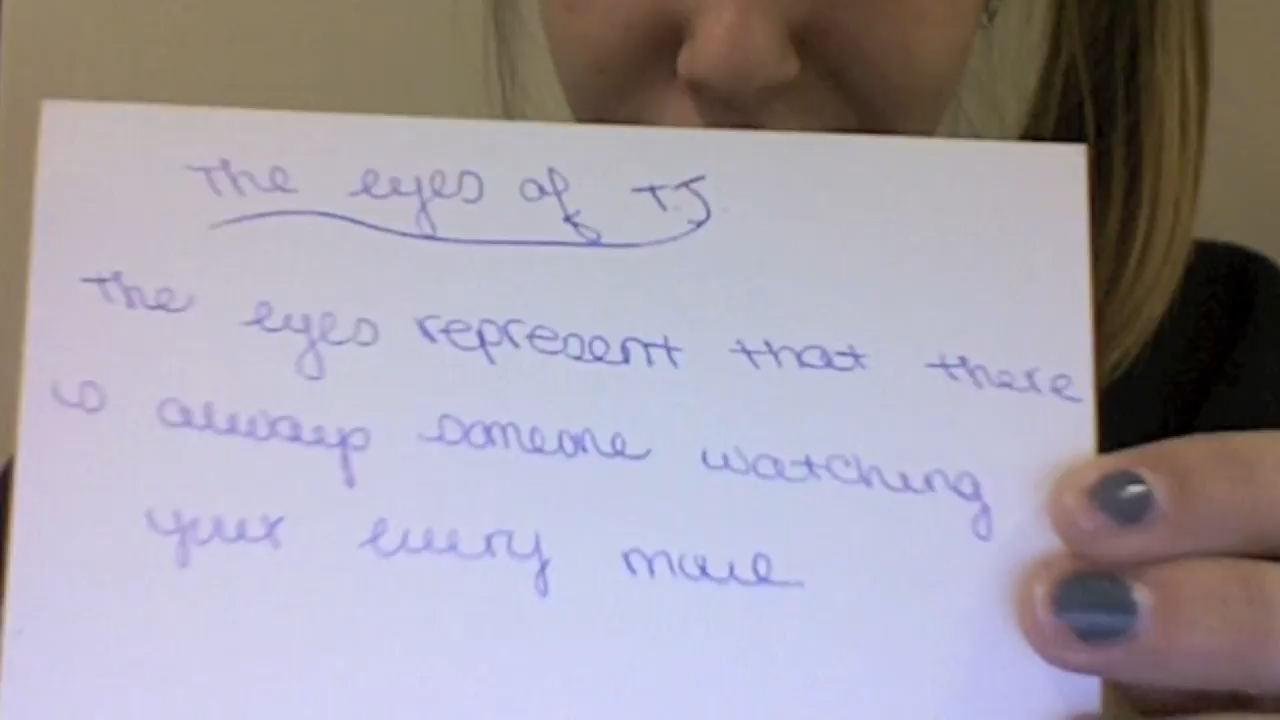 The eyes of TJ
The eyes represent that there
is always someone watching
your every move